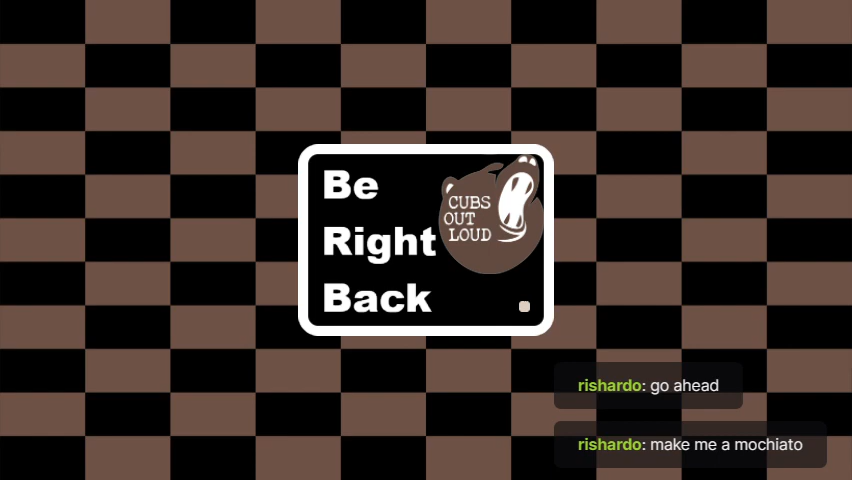 Be
Right
Back
CUBS
OUT
LOUD
rishardo: go ahead
rishardo: make me a mochiato